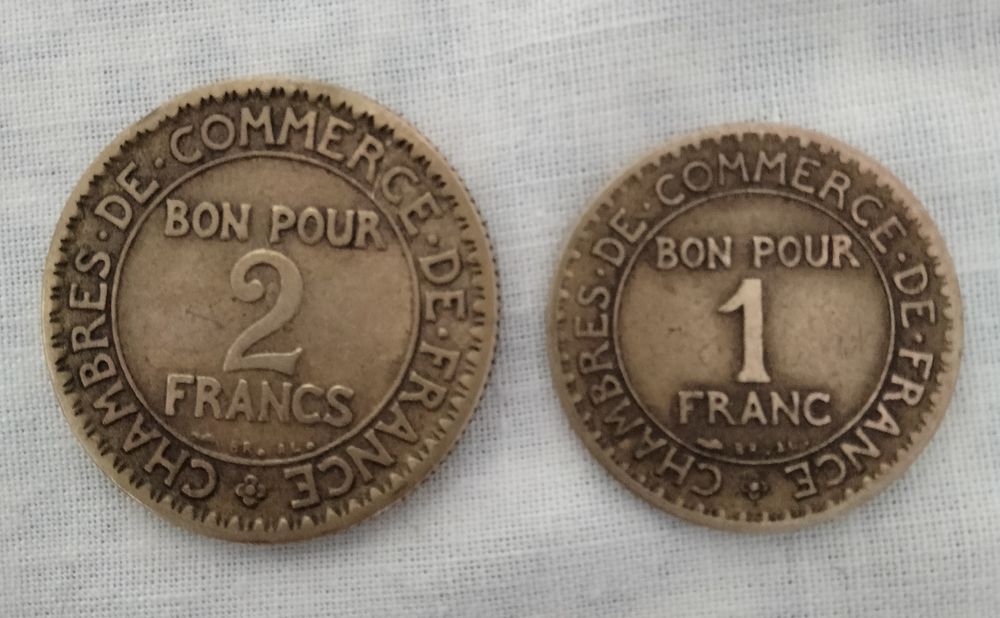 CHAMBRES·DE·COMMERCE·DE·FRANCE
BON POUR
2
FRANCS
CHAMBRES·DE·COMMERCE·DE·FRANCE
BON POUR
1
FRANC